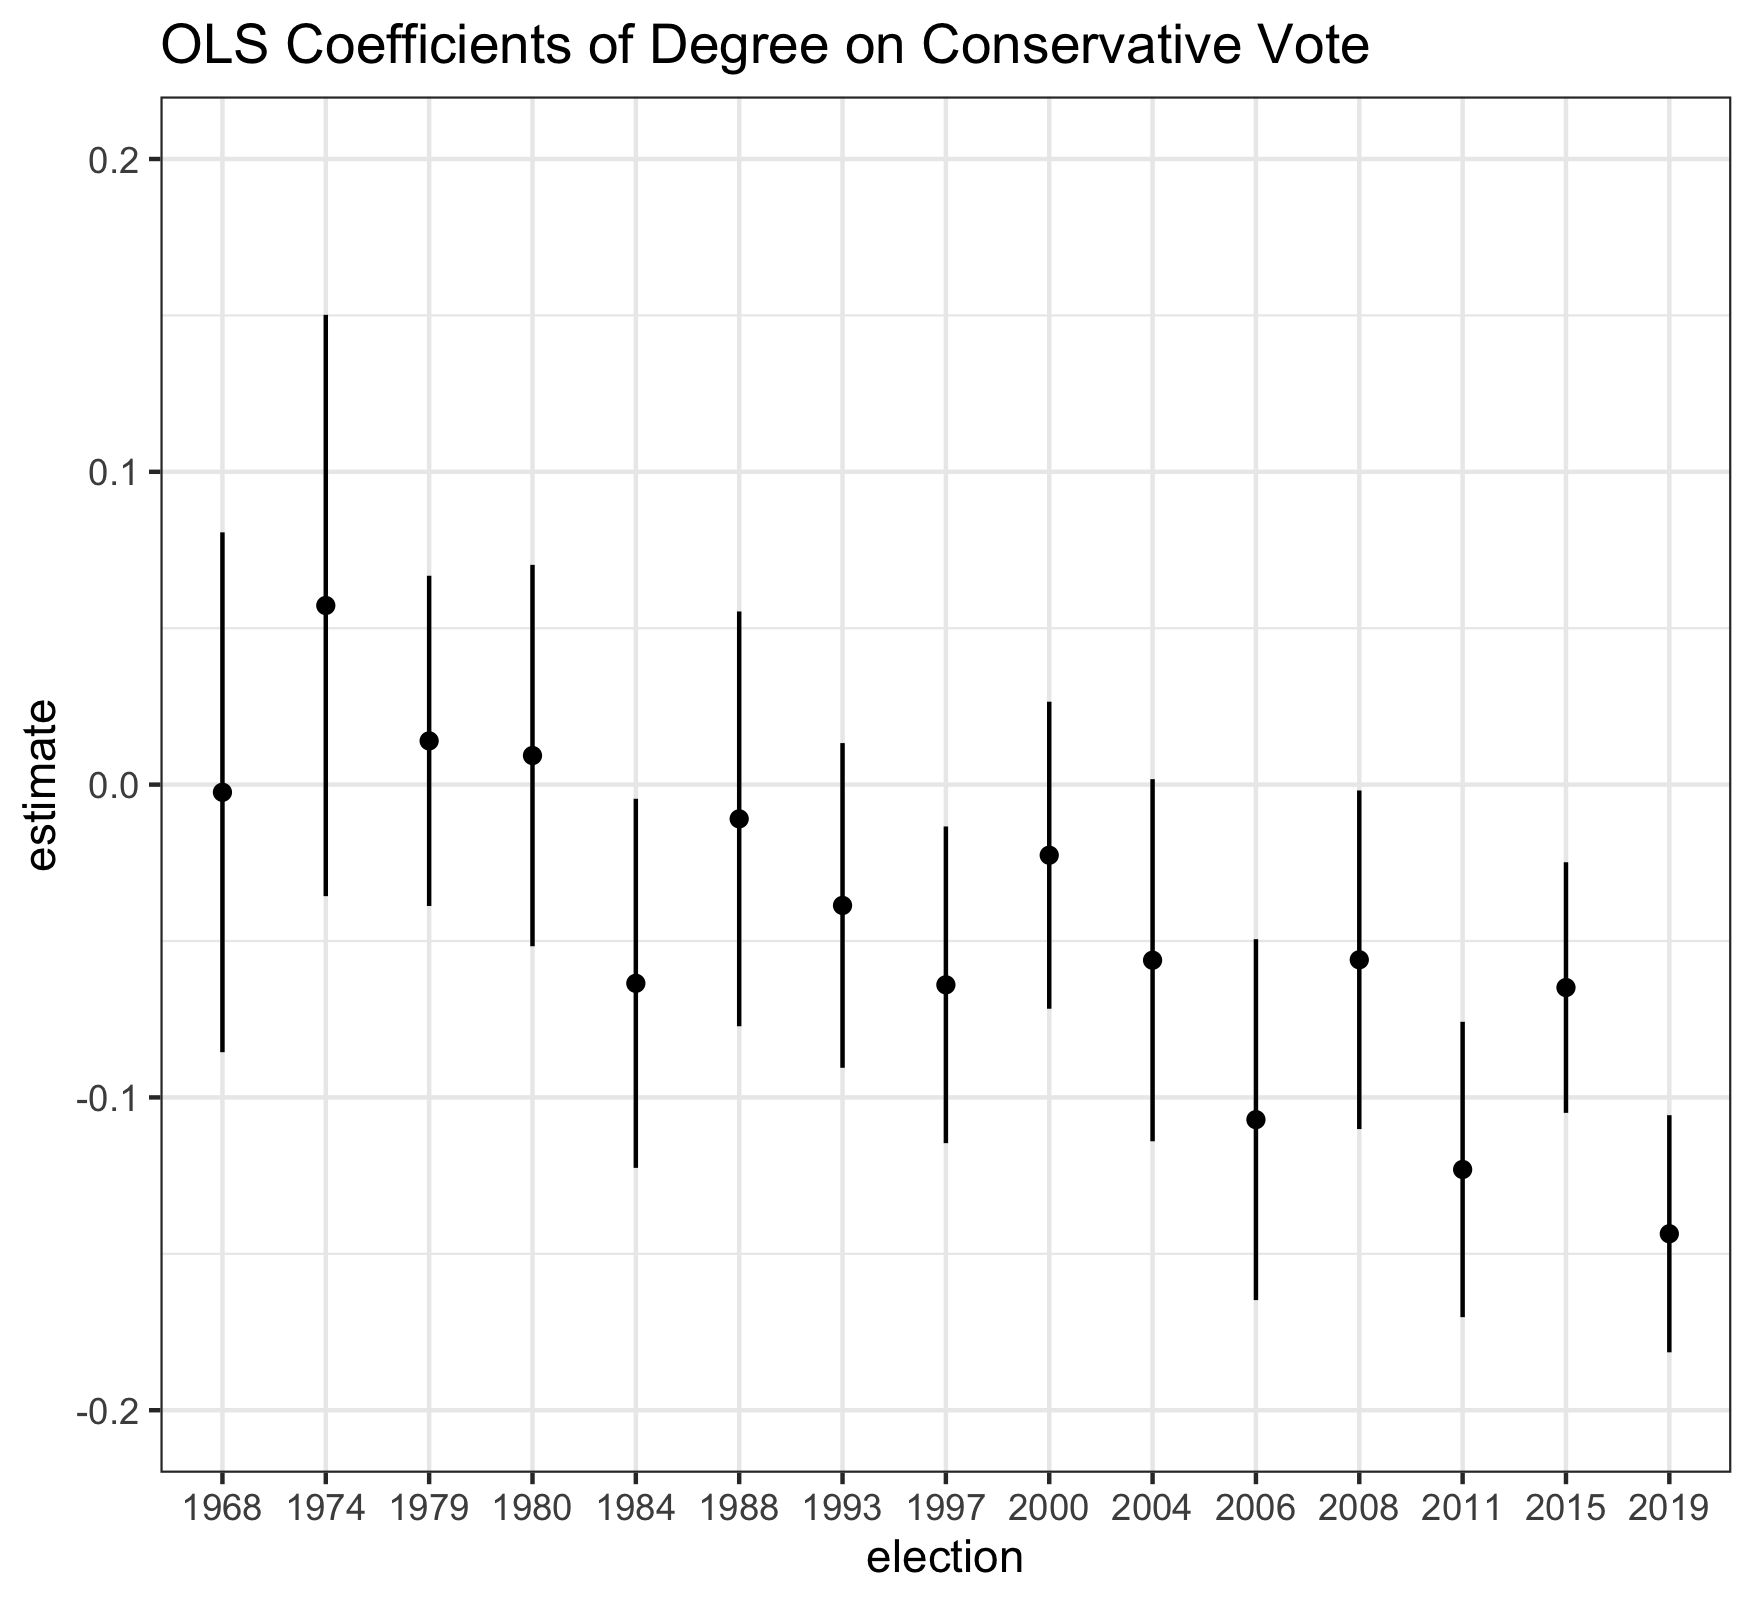 OLS Coefficients of Degree on Conservative Vote
0.2
0.1
0.0
-0.1
-0.2
estimate
1968 1974 1979 1980 1984 1988 1993 1997 2000 2004 2006 2008 2011 2015 2019
election